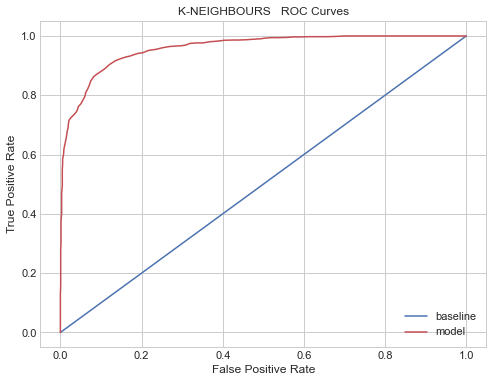 K-NEIGHBOURS   ROC Curves
1.0
0.8
0.6
0.4
0.2
0.0
True Positive Rate
baseline
model
0.0 0.2 0.4 0.6 0.8 1.0
False Positive Rate